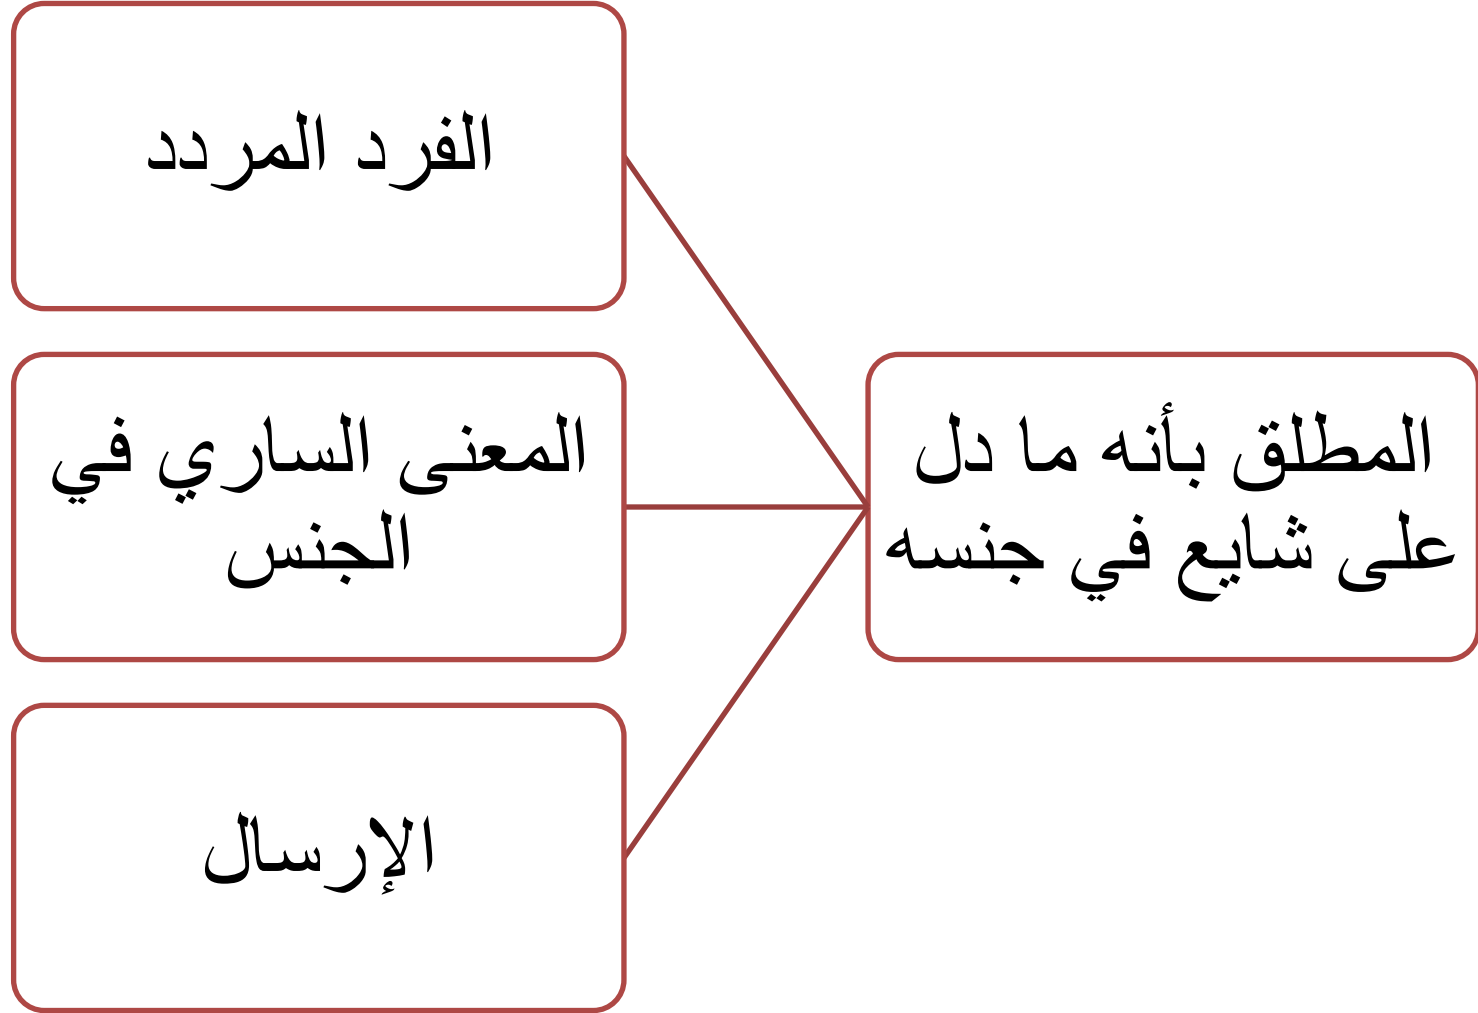 المطلق بأنه ما دل
على شايع في جنسه
الفرد المردد
المعنى الساري في
الجنس
الإرسال